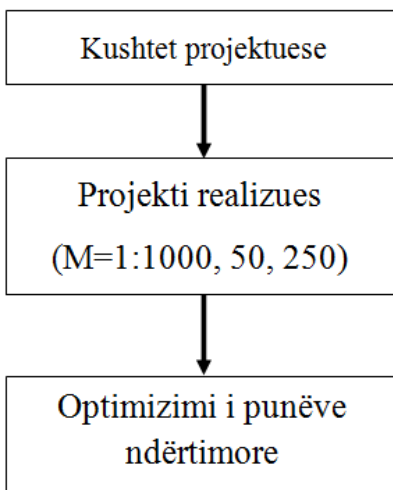 Kushtet projektuese
Projekti realizues
(M=1:1000, 50, 250)
Optimizimi i punëve
ndërtimore